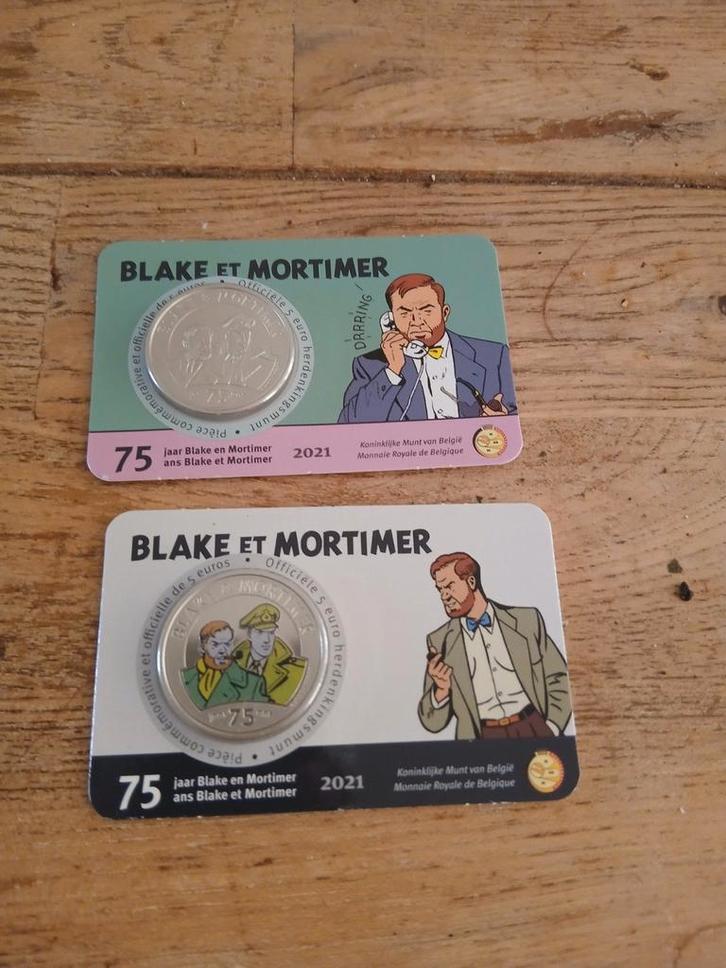 BLAKE ET MORTIMER
Pièce commémorative et officielle de 5 euros • Officiële 5 euro herdenkingsmunt •
DRRRING!
75
jaar Blake en Mortimer
ans Blake et Mortimer
2021
Koninklijke Munt van België
Monnaie Royale de Belgique
BLAKE ET MORTIMER
Pièce commémorative et officielle de 5 euros • Officiële 5 euro herdenkingsmunt •
BLAKE & MORTIMER
75
75
jaar Blake en Mortimer
ans Blake et Mortimer
2021
Koninklijke Munt van België
Monnaie Royale de Belgique